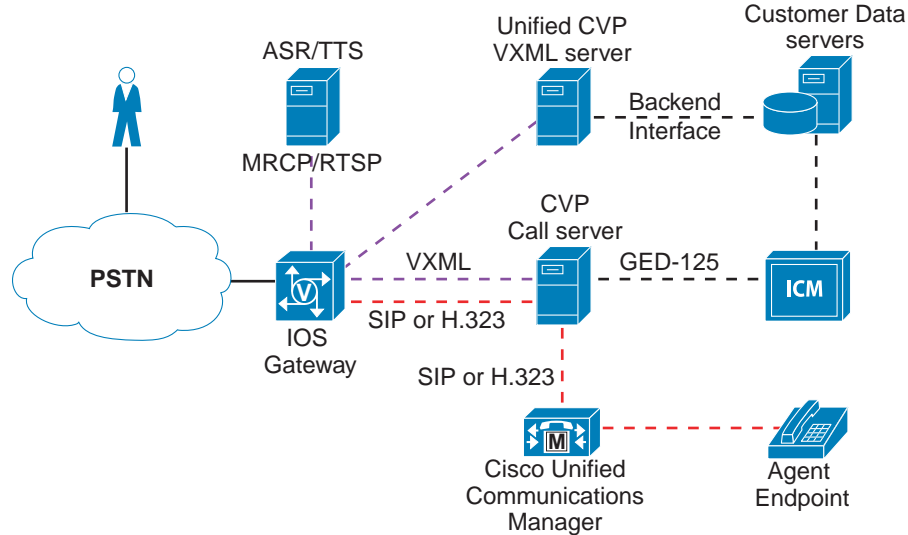 Unified CVP
VXML server
Customer Data
servers
ASR/TTS
Backend
Interface
MRCP/RTSP
CVP
Call server
PSTN
V
VXML
GED-125
ICM
SIP or H.323
IOS
Gateway
SIP or H.323
M
Cisco Unified
Communications
Manager
Agent
Endpoint